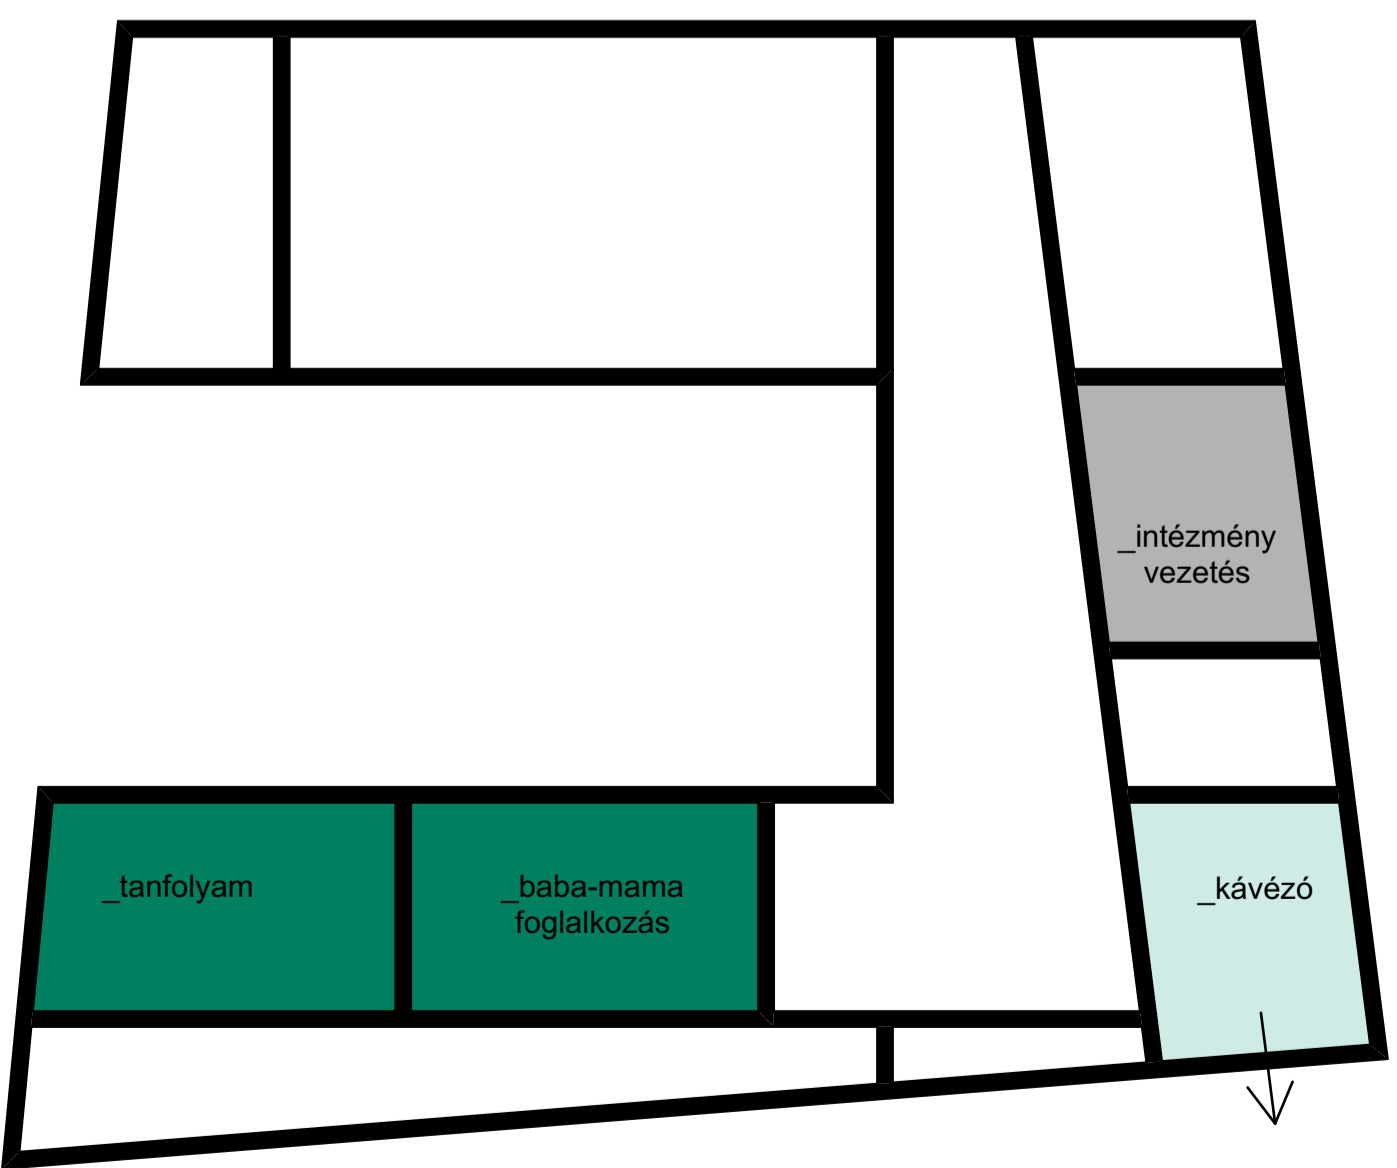 _intézmény
vezetés
_tanfolyam
_baba-mama
foglalkozás
_kávézó